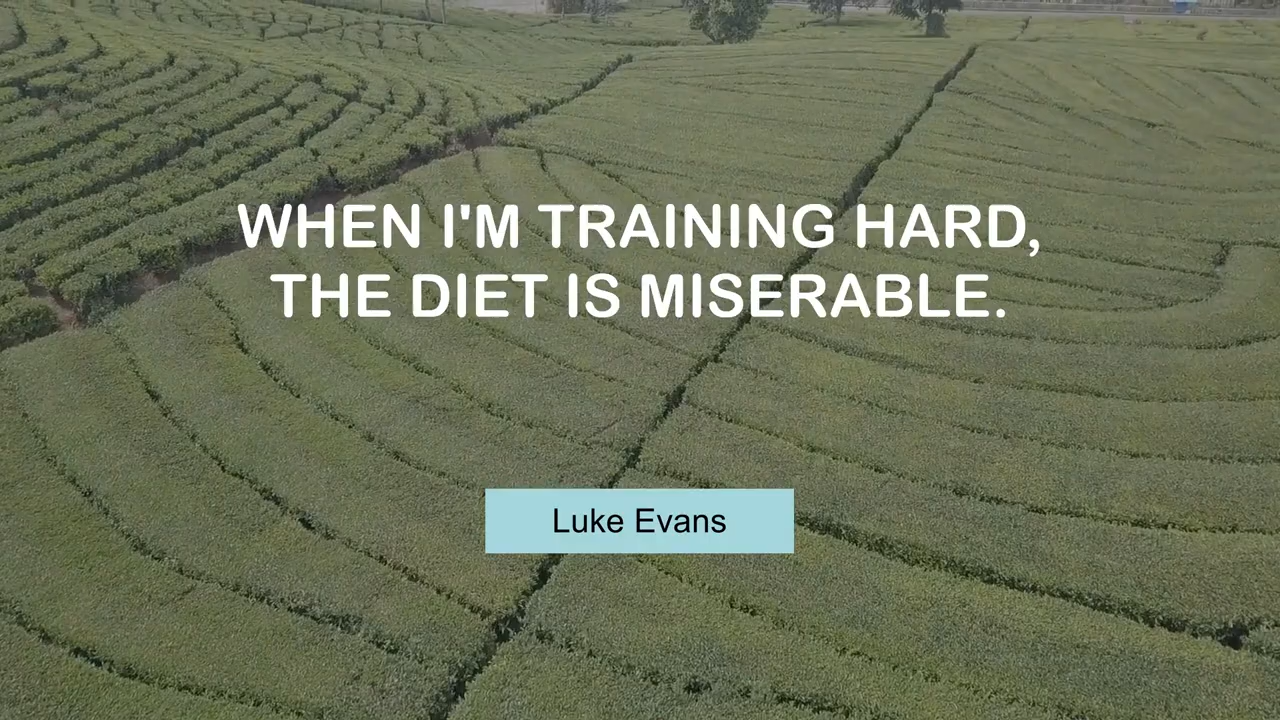 WHEN I'M TRAINING HARD,
THE DIET IS MISERABLE.
Luke Evans